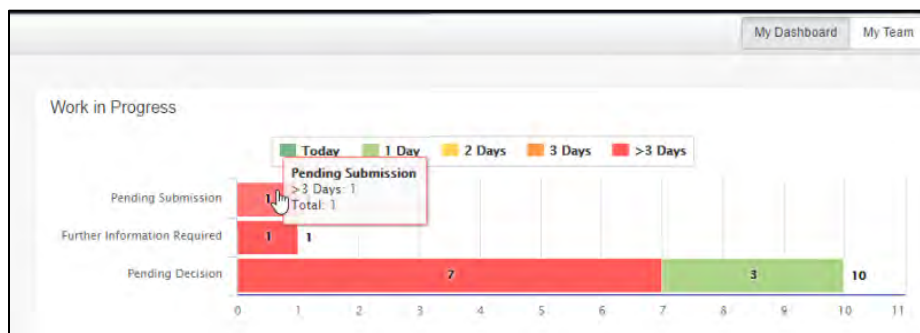 My Dashboard My Team
Work in Progress
Today 1 Day 2 Days 3 Days >3 Days
Pending Submission
>3 Days: 1
Total: 1
Pending Submission 1
Further Information Required 1 1
Pending Decision 7 3 10
0 1 2 3 4 5 6 7 8 9 10 11